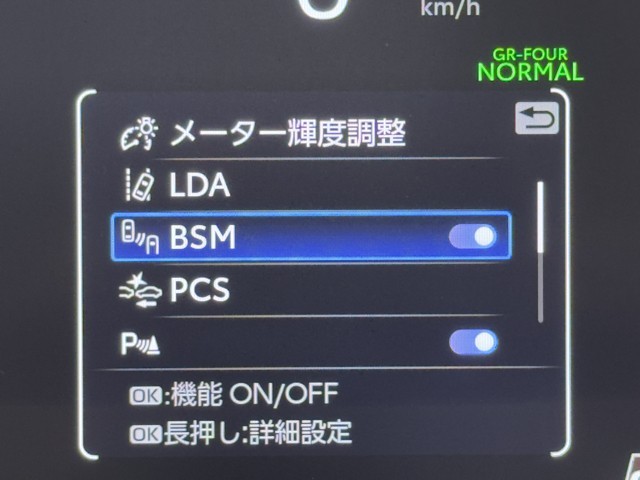 0
km/h
GR-FOUR
NORMAL
メーター輝度調整
LDA
BSM
PCS
P
OK:機能 ON/OFF
OK長押し:詳細設定